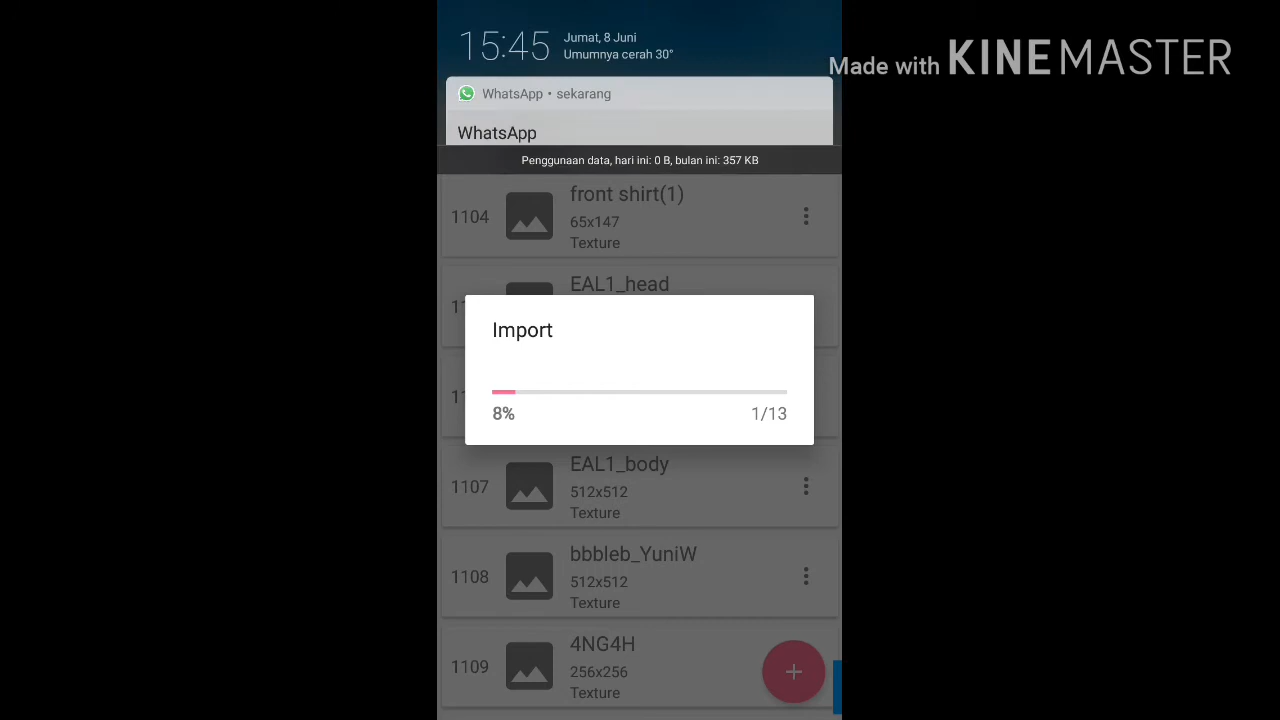 15:45
Jumat, 8 Juni
Umumnya cerah 30°
Made with KINEMASTER
WhatsApp • sekarang
WhatsApp
Penggunaan data, hari ini: 0 B, bulan ini: 357 KB
1104
front shirt(1)
65x147
Texture
EAL1_head
Import
8%
1/13
1107
EAL1_body
512x512
Texture
1108
bbbleb_YuniW
512x512
Texture
1109
4NG4H
256x256
Texture